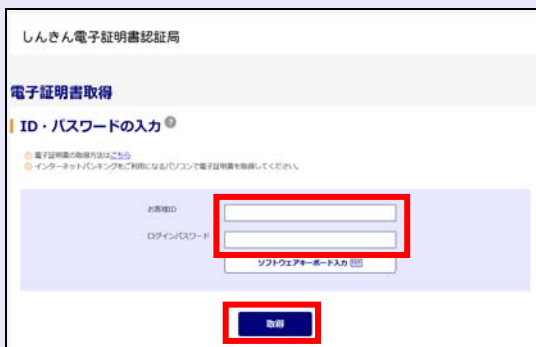 しんきん電子証明書認証局
電子証明書取得
ID・パスワードの入力
電子証明書の取得方法はこちら
インターネットバンキングをご利用になるパソコンで電子証明書を取得してください。
お客様ID
ログインパスワード
ソフトウェアキーボード入力
取得